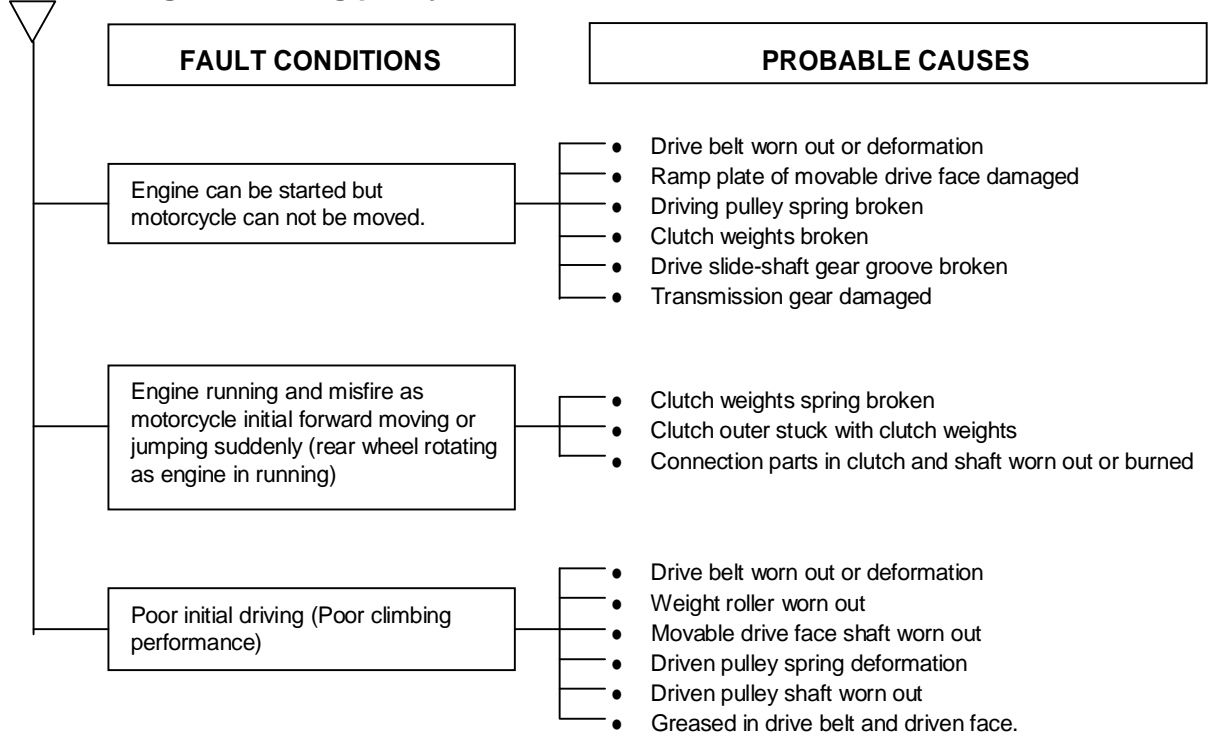 FAULT CONDITIONS
PROBABLE CAUSES
Engine can be started but
motorcycle can not be moved.
● Drive belt worn out or deformation
● Ramp plate of movable drive face damaged
● Driving pulley spring broken
● Clutch weights broken
● Drive slide-shaft gear groove broken
● Transmission gear damaged
Engine running and misfire as
motorcycle initial forward moving or
jumping suddenly (rear wheel rotating
as engine in running)
● Clutch weights spring broken
● Clutch outer stuck with clutch weights
● Connection parts in clutch and shaft worn out or burned
Poor initial driving (Poor climbing
performance)
● Drive belt worn out or deformation
● Weight roller worn out
● Movable drive face shaft worn out
● Driven pulley spring deformation
● Driven pulley shaft worn out
● Greased in drive belt and driven face.